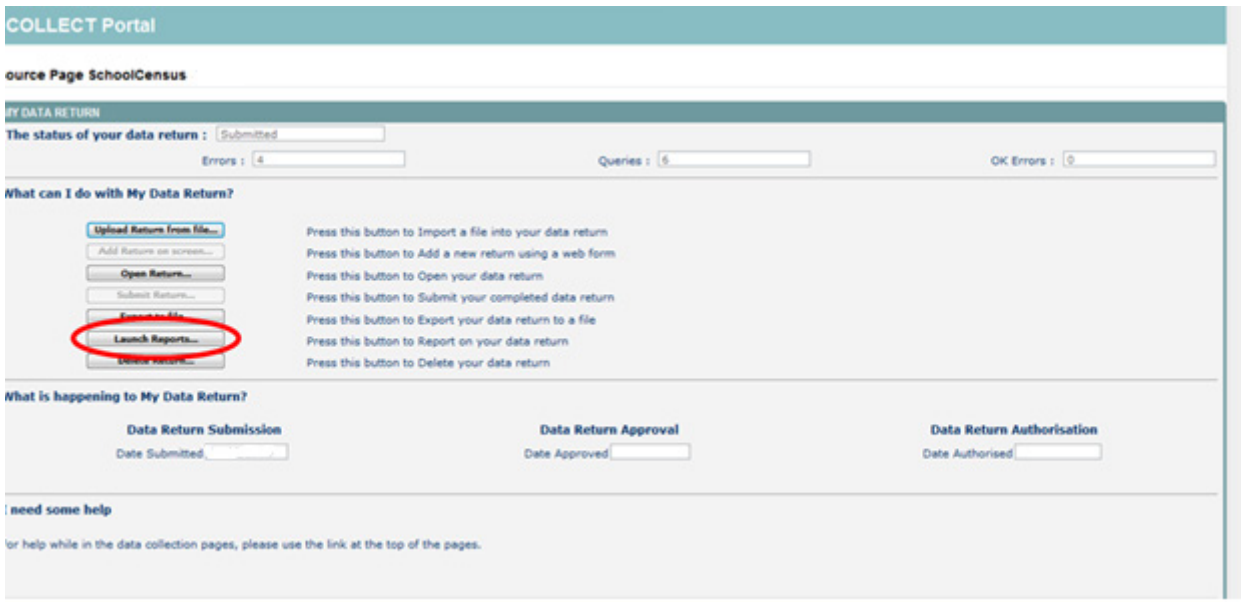 COLLECT Portal
ource Page SchoolCensus
MY DATA RETURN
The status of your data return : Submitted
Errors : 4 Queries : 6 OK Errors : 0
What can I do with My Data Return?
Upload Return from file... Press this button to Import a file into your data return
Add Return on screen... Press this button to Add a new return using a web form
Open Return... Press this button to Open your data return
Submit Return... Press this button to Submit your completed data return
Export to file... Press this button to Export your data return to a file
Launch Reports... Press this button to Report on your data return
Delete Return... Press this button to Delete your data return
What is happening to My Data Return?
Data Return Submission Data Return Approval Data Return Authorisation
Date Submitted Date Approved Date Authorised
I need some help
For help while in the data collection pages, please use the link at the top of the pages.